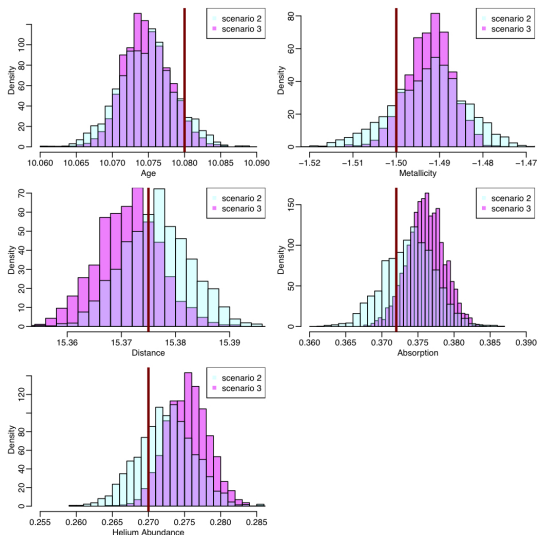 scenario 2
scenario 3
Density
0 20 40 60 80 100 120
10.060 10.065 10.070 10.075 10.080 10.085 10.090
Age
scenario 2
scenario 3
Density
0 20 40 60 80
−1.52 −1.51 −1.50 −1.49 −1.48 −1.47
Metallicity
scenario 2
scenario 3
Density
0 10 20 30 40 50 60 70
15.36 15.37 15.38 15.39
Distance
scenario 2
scenario 3
Density
0 50 100 150
0.360 0.365 0.370 0.375 0.380 0.385 0.390
Absorption
scenario 2
scenario 3
Density
0 20 40 60 80 120
0.255 0.260 0.265 0.270 0.275 0.280 0.285
Helium Abundance